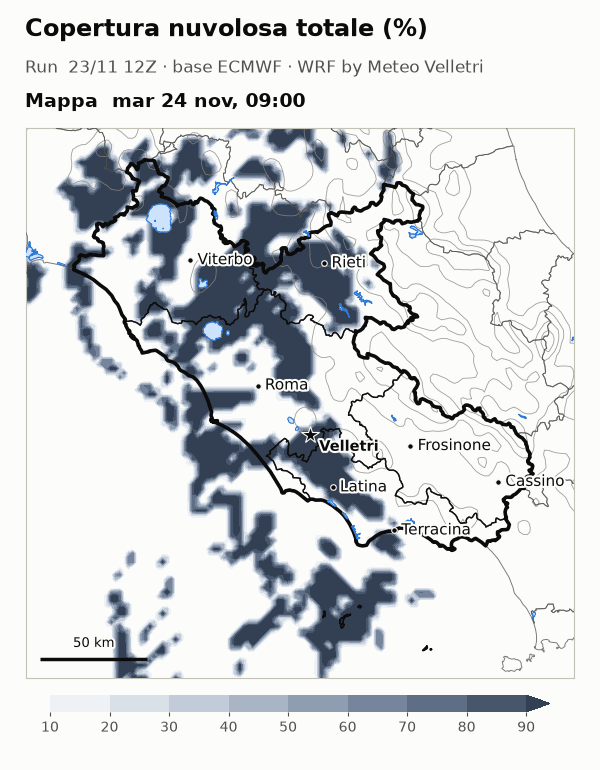 Copertura nuvolosa totale (%)
Run  23/11 12Z · base ECMWF · WRF by Meteo Velletri
Mappa  mar 24 nov, 09:00
Viterbo
Rieti
Roma
Velletri
Frosinone
Latina
Cassino
Terracina
50 km
10 20 30 40 50 60 70 80 90